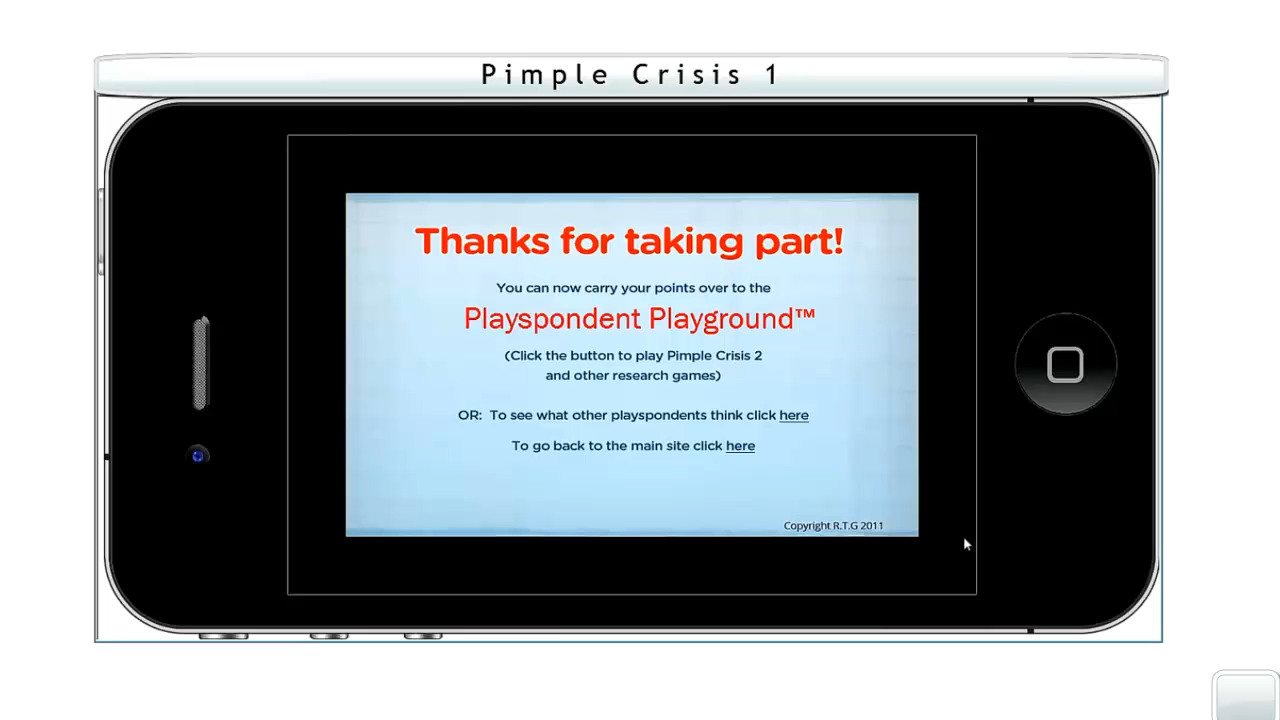 Pimple Crisis 1
Thanks for taking part!
You can now carry your points over to the
Playspondent Playground™
(Click the button to play Pimple Crisis 2
and other research games)
OR: To see what other playspondents think click here
To go back to the main site click here
Copyright R.T.G 2011